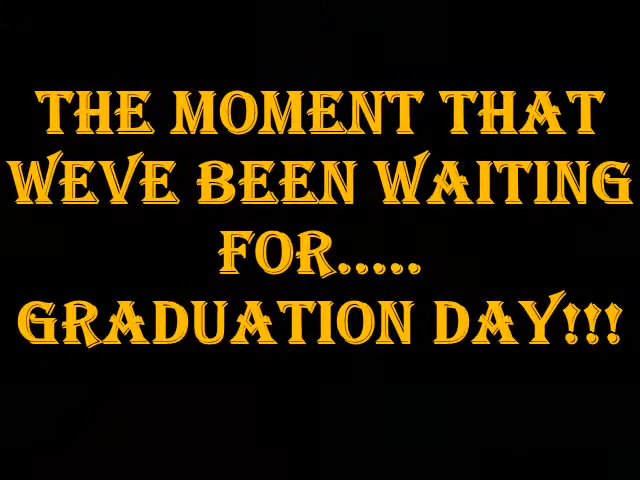 THE MOMENT THAT
WEVE BEEN WAITING
FOR.....
GRADUATION DAY!!!